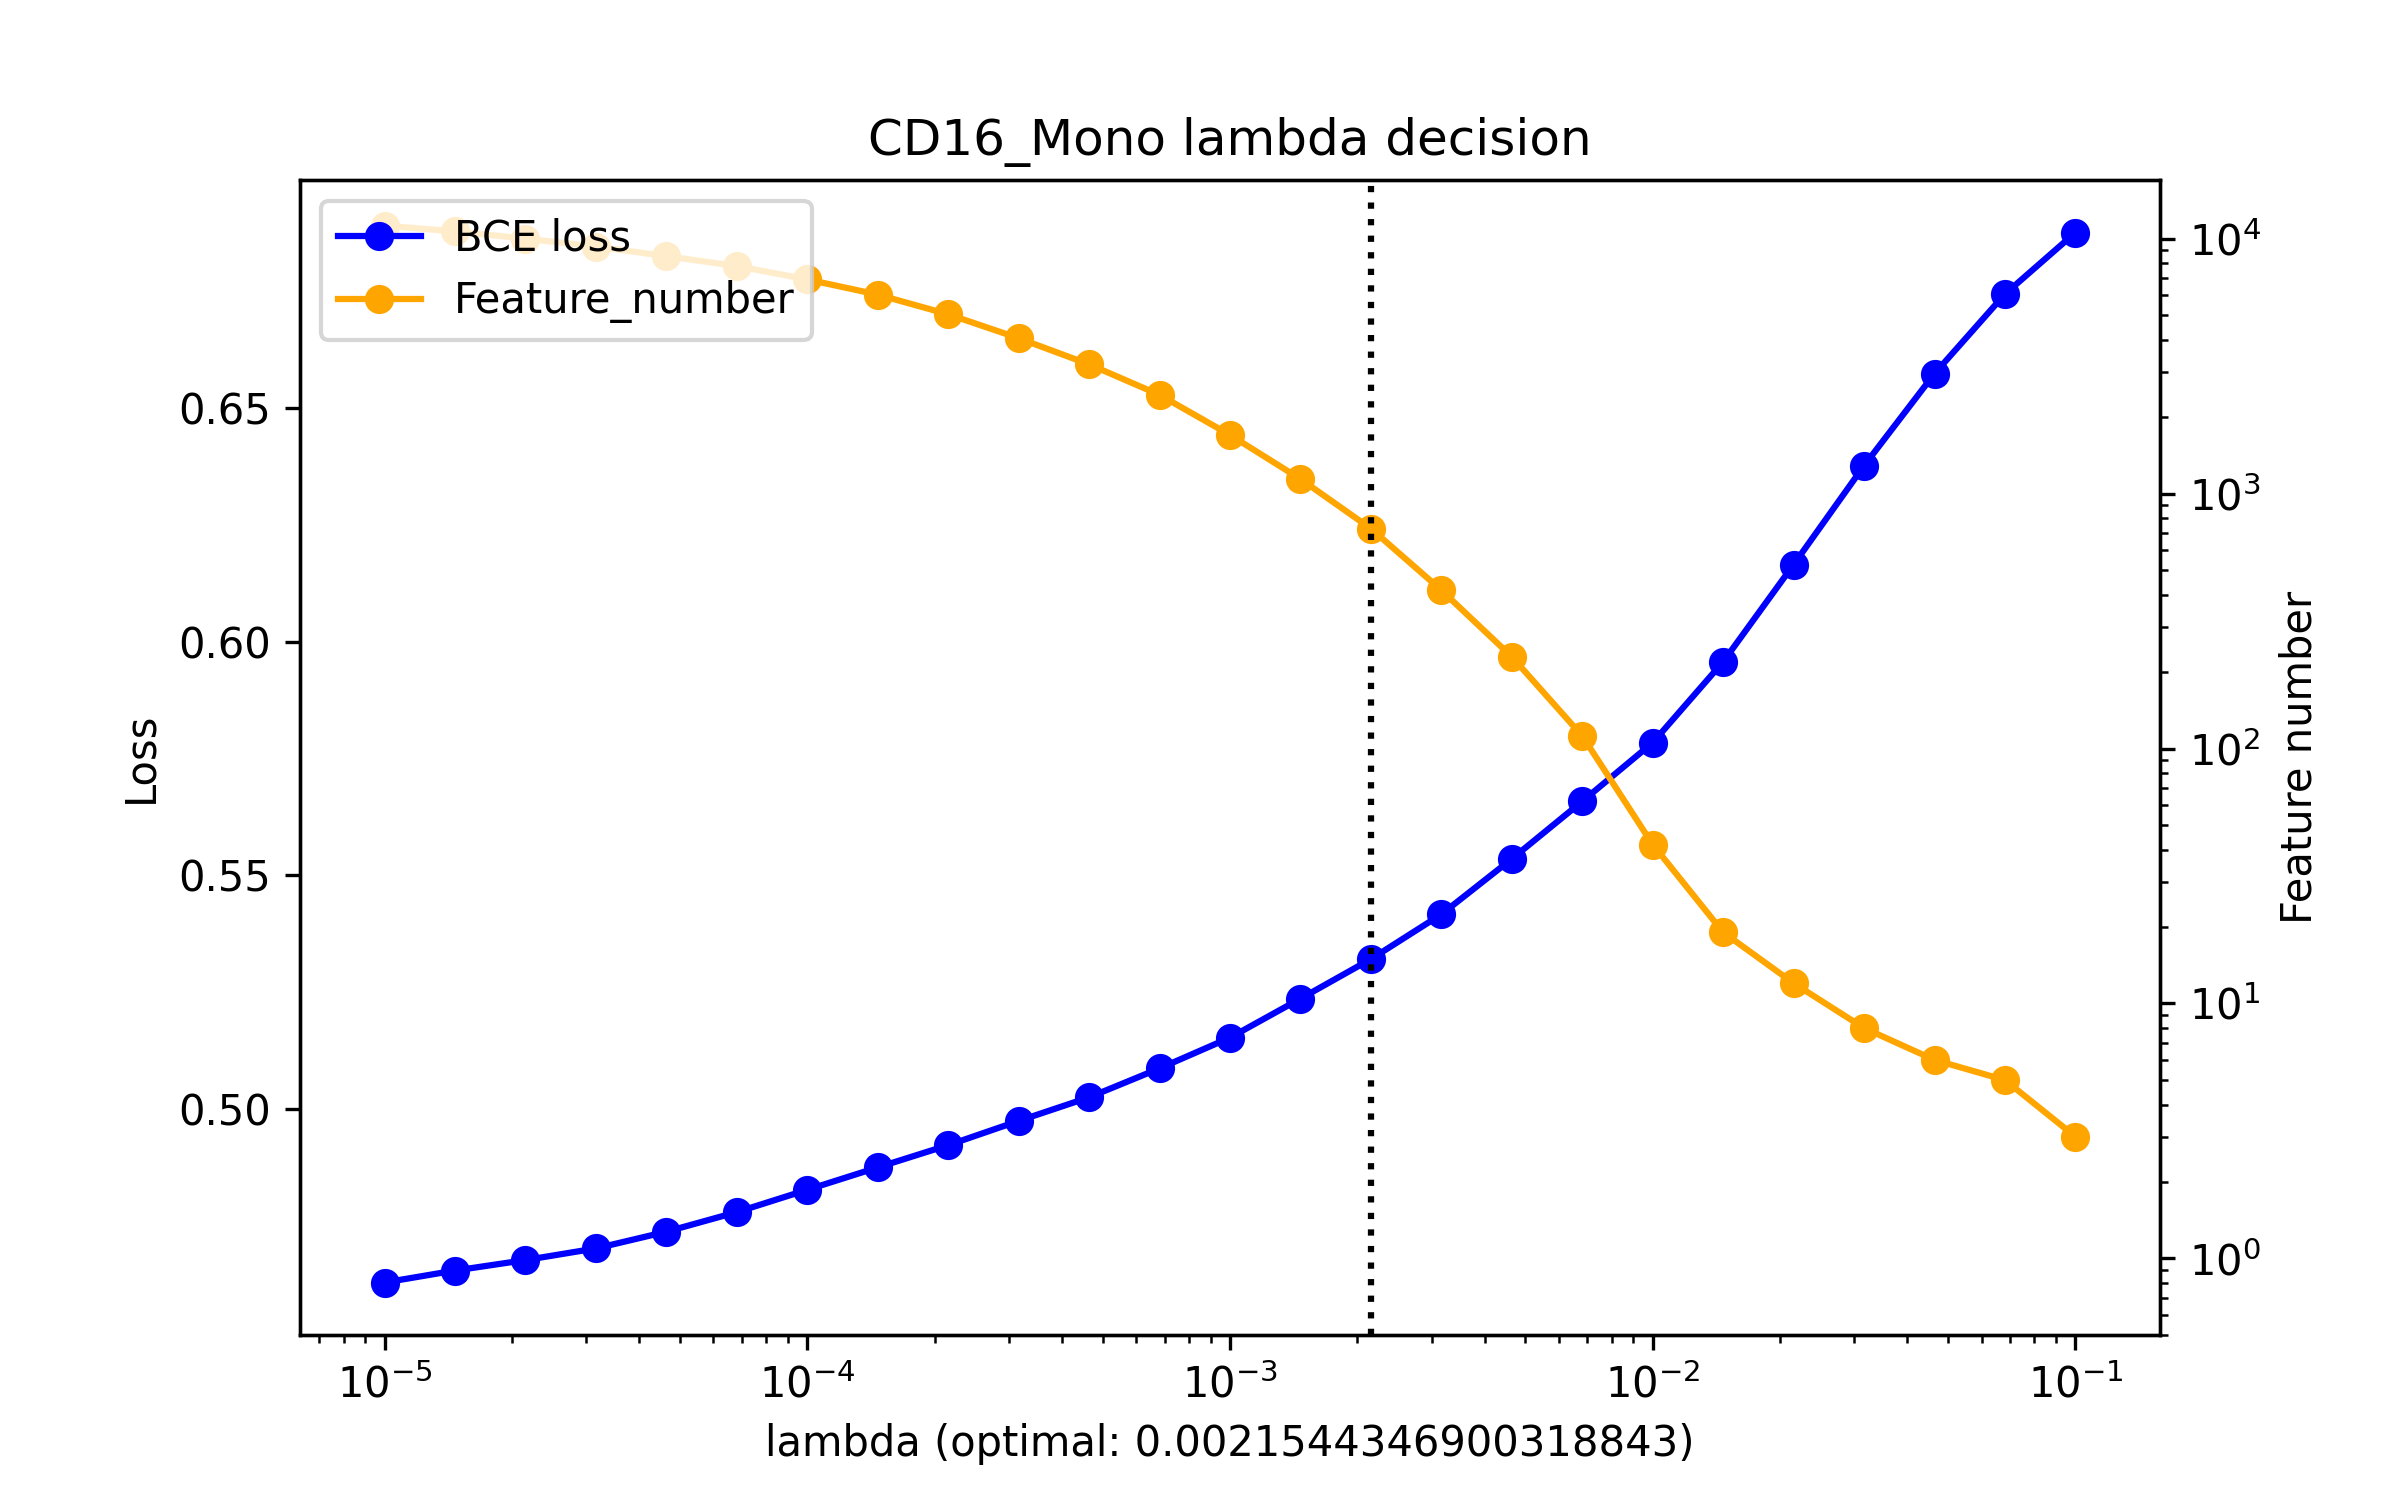 CD16_Mono lambda decision
BCE loss
Feature_number
0.65
0.60
0.55
0.50
Loss
10⁴
10³
10²
10¹
10⁰
Feature number
10⁻⁵
10⁻⁴
10⁻³
10⁻²
10⁻¹
lambda (optimal: 0.0021544346900318843)